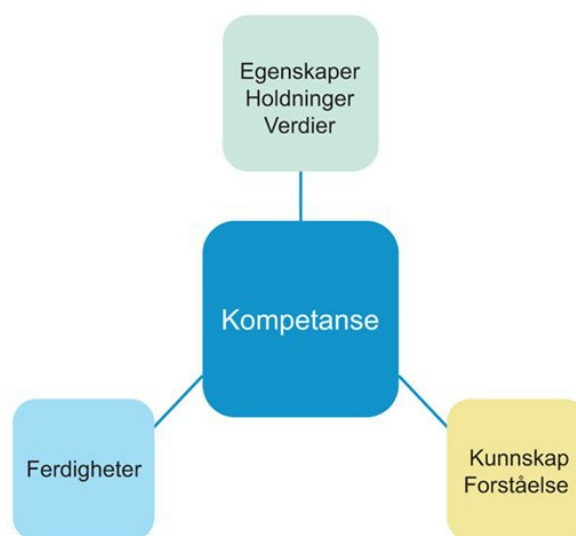 Egenskaper
Holdninger
Verdier
Kompetanse
Ferdigheter
Kunnskap
Forståelse